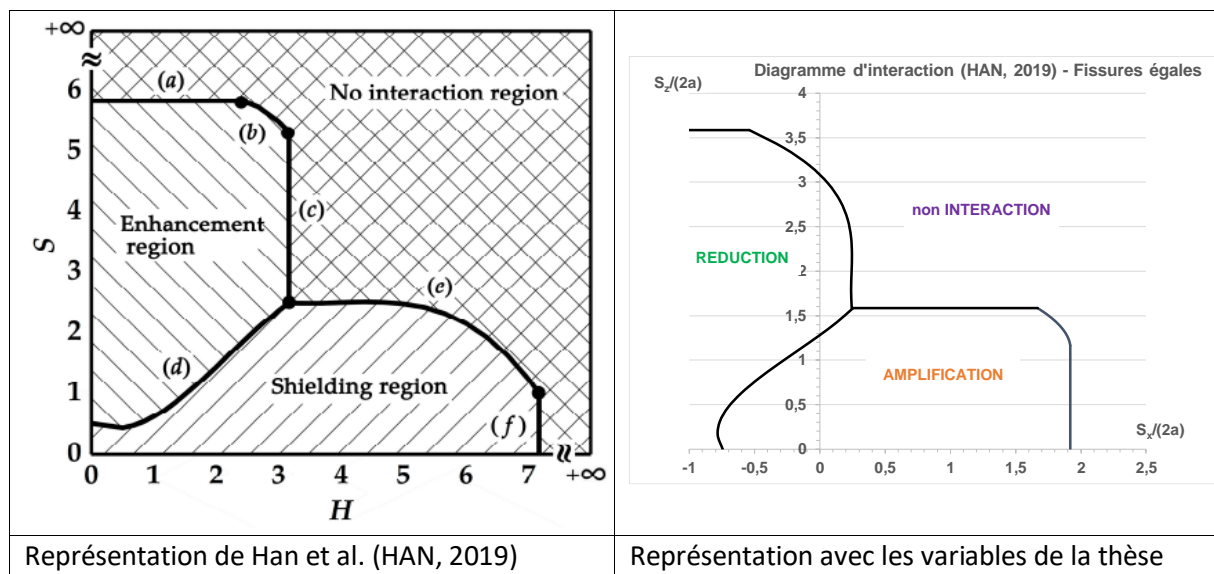 +∞
≈
6
5
4
3
2
1
0
S
(a)
(b)
No interaction region
Enhancement
region
(c)
(e)
(d)
Shielding region
(f)
0 1 2 3 4 5 6 7 ≈ +∞
H
Diagramme d'interaction (HAN, 2019) - Fissures égales
S_z/(2a)
4
3,5
3
2,5
2
1,5
1
0,5
0
non INTERACTION
REDUCTION
AMPLIFICATION
S_x/(2a)
-1 -0,5 0 0,5 1 1,5 2 2,5
Représentation de Han et al. (HAN, 2019)
Représentation avec les variables de la thèse